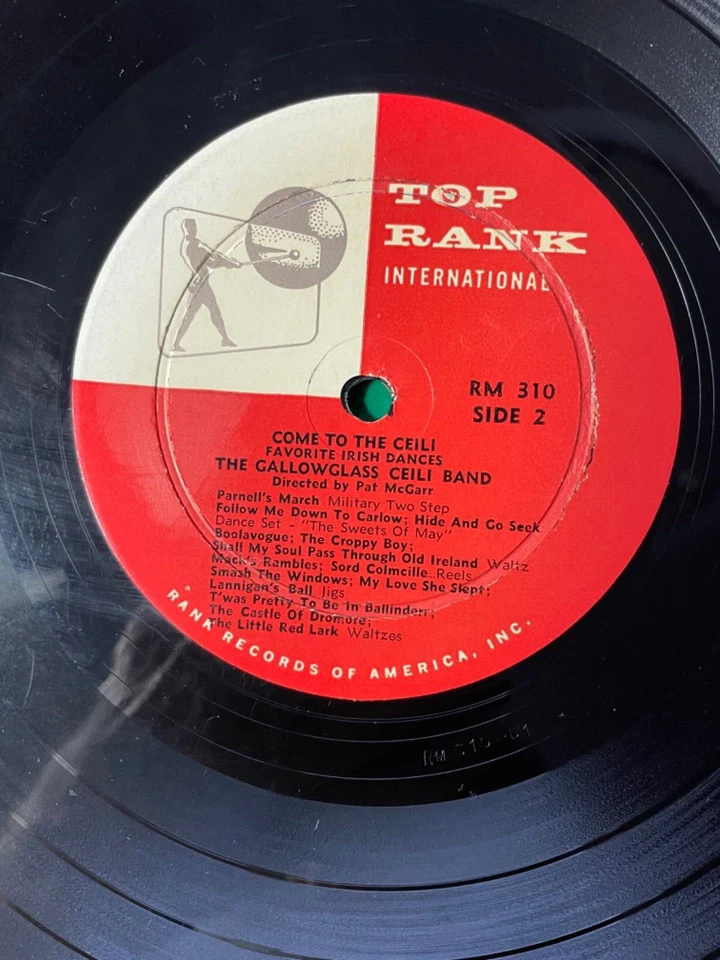 TOP
RANK
INTERNATIONAL
RM 310
SIDE 2
COME TO THE CEILI
FAVORITE IRISH DANCES
THE GALLOWGLASS CEILI BAND
Directed by Pat McGarr
Parnell's March Military Two Step
Follow Me Down To Carlow; Hide And Go Seek
Dance Set - "The Sweets Of May"
Boolavogue; The Croppy Boy;
Shall My Soul Pass Through Old Ireland Waltz
Mack's Rambles; Sord Colmcille...Reels
Smash The Windows; My Love She Slept;
Lannigan's Ball Jigs
T'was Pretty To Be In Ballinderr;
The Castle Of Dromore;
The Little Red Lark Waltzes
RANK RECORDS OF AMERICA, INC.
RM